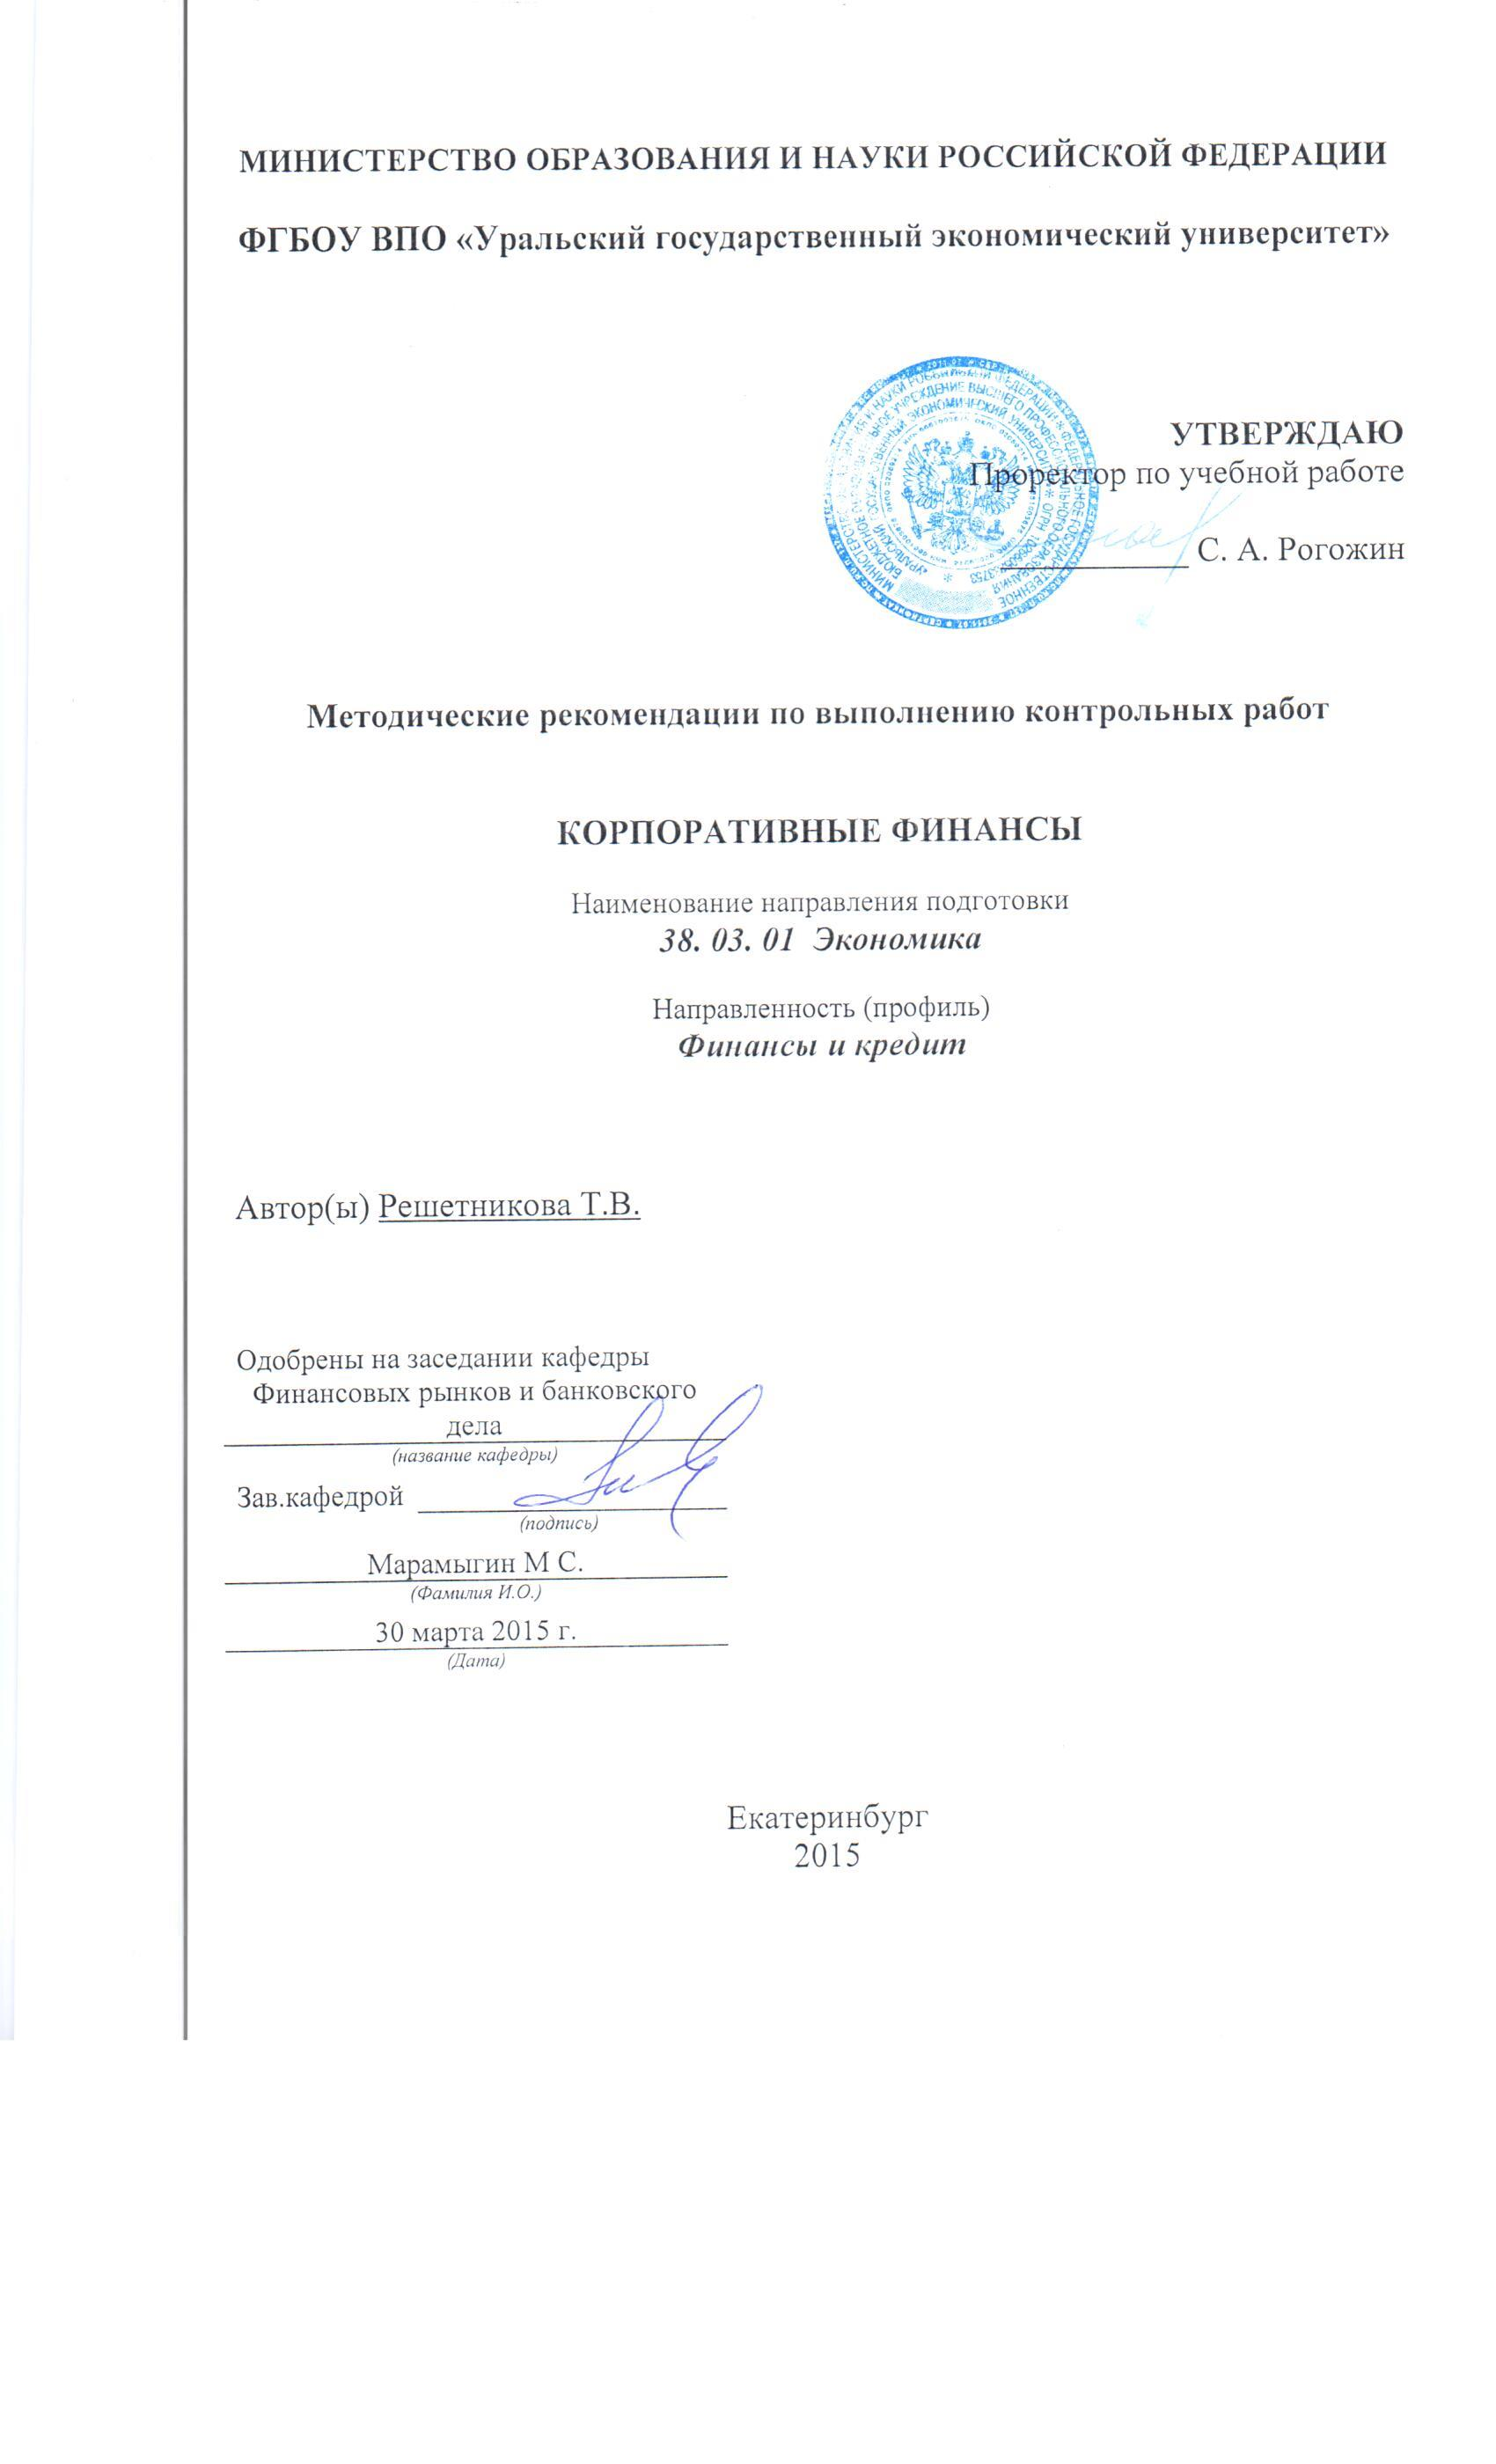 МИНИСТЕРСТВО ОБРАЗОВАНИЯ И НАУКИ РОССИЙСКОЙ ФЕДЕРАЦИИ
ФГБОУ ВПО «Уральский государственный экономический университет»
УТВЕРЖДАЮ
Проректор по учебной работе
С. А. Рогожин
Методические рекомендации по выполнению контрольных работ
КОРПОРАТИВНЫЕ ФИНАНСЫ
Наименование направления подготовки
38. 03. 01 Экономика
Направленность (профиль)
Финансы и кредит
Автор(ы) Решетникова Т.В.
Одобрены на заседании кафедры
Финансовых рынков и банковского
дела
(название кафедры)
Зав.кафедрой
(подпись)
Марамыгин М С.
(Фамилия И.О.)
30 марта 2015 г.
(Дата)
Екатеринбург
2015